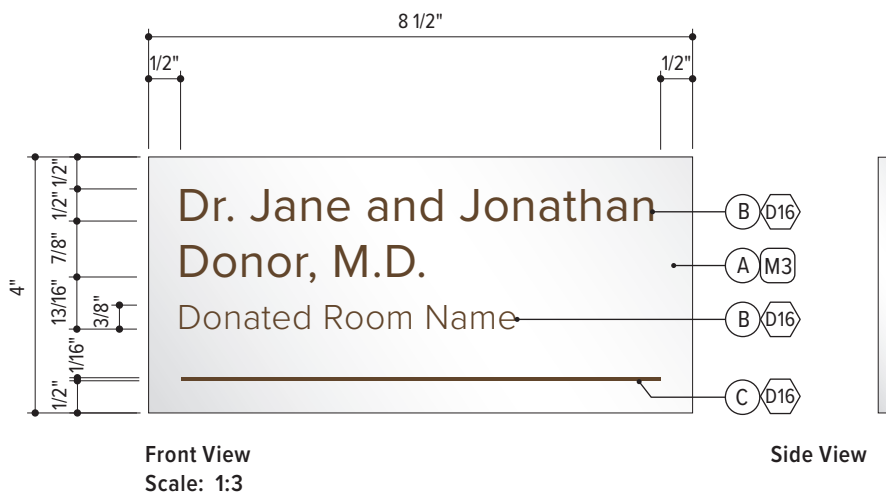 8 1/2"
1/2" 1/2"
4"
1/2"
1/2"
7/8"
13/16"
3/8"
1/16"
1/2"
Dr. Jane and Jonathan
Donor, M.D.
Donated Room Name
B D16
A M3
B D16
C D16
Front View
Scale: 1:3
Side View